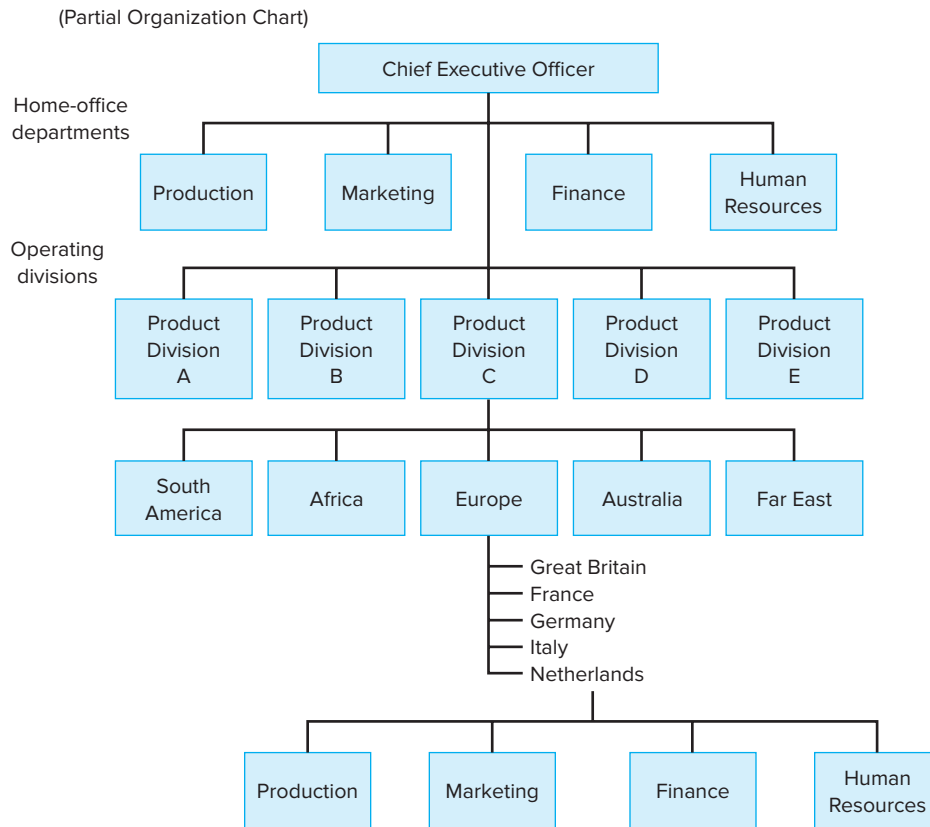 (Partial Organization Chart)
Chief Executive Officer
Home-office
departments
Production
Marketing
Finance
Human
Resources
Operating
divisions
Product
Division
A
Product
Division
B
Product
Division
C
Product
Division
D
Product
Division
E
South
America
Africa
Europe
Australia
Far East
Great Britain
France
Germany
Italy
Netherlands
Production
Marketing
Finance
Human
Resources